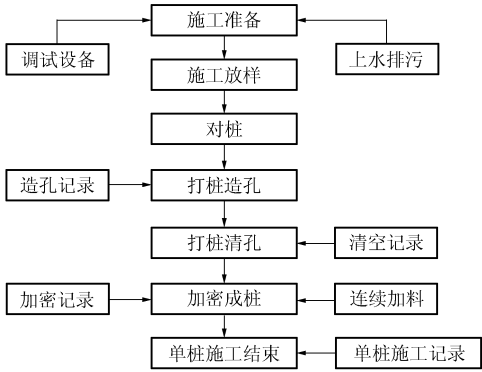 施工准备
调试设备
上水排污
施工放样
对桩
造孔记录
打桩造孔
打桩清孔
清空记录
加密记录
加密成桩
连续加料
单桩施工结束
单桩施工记录